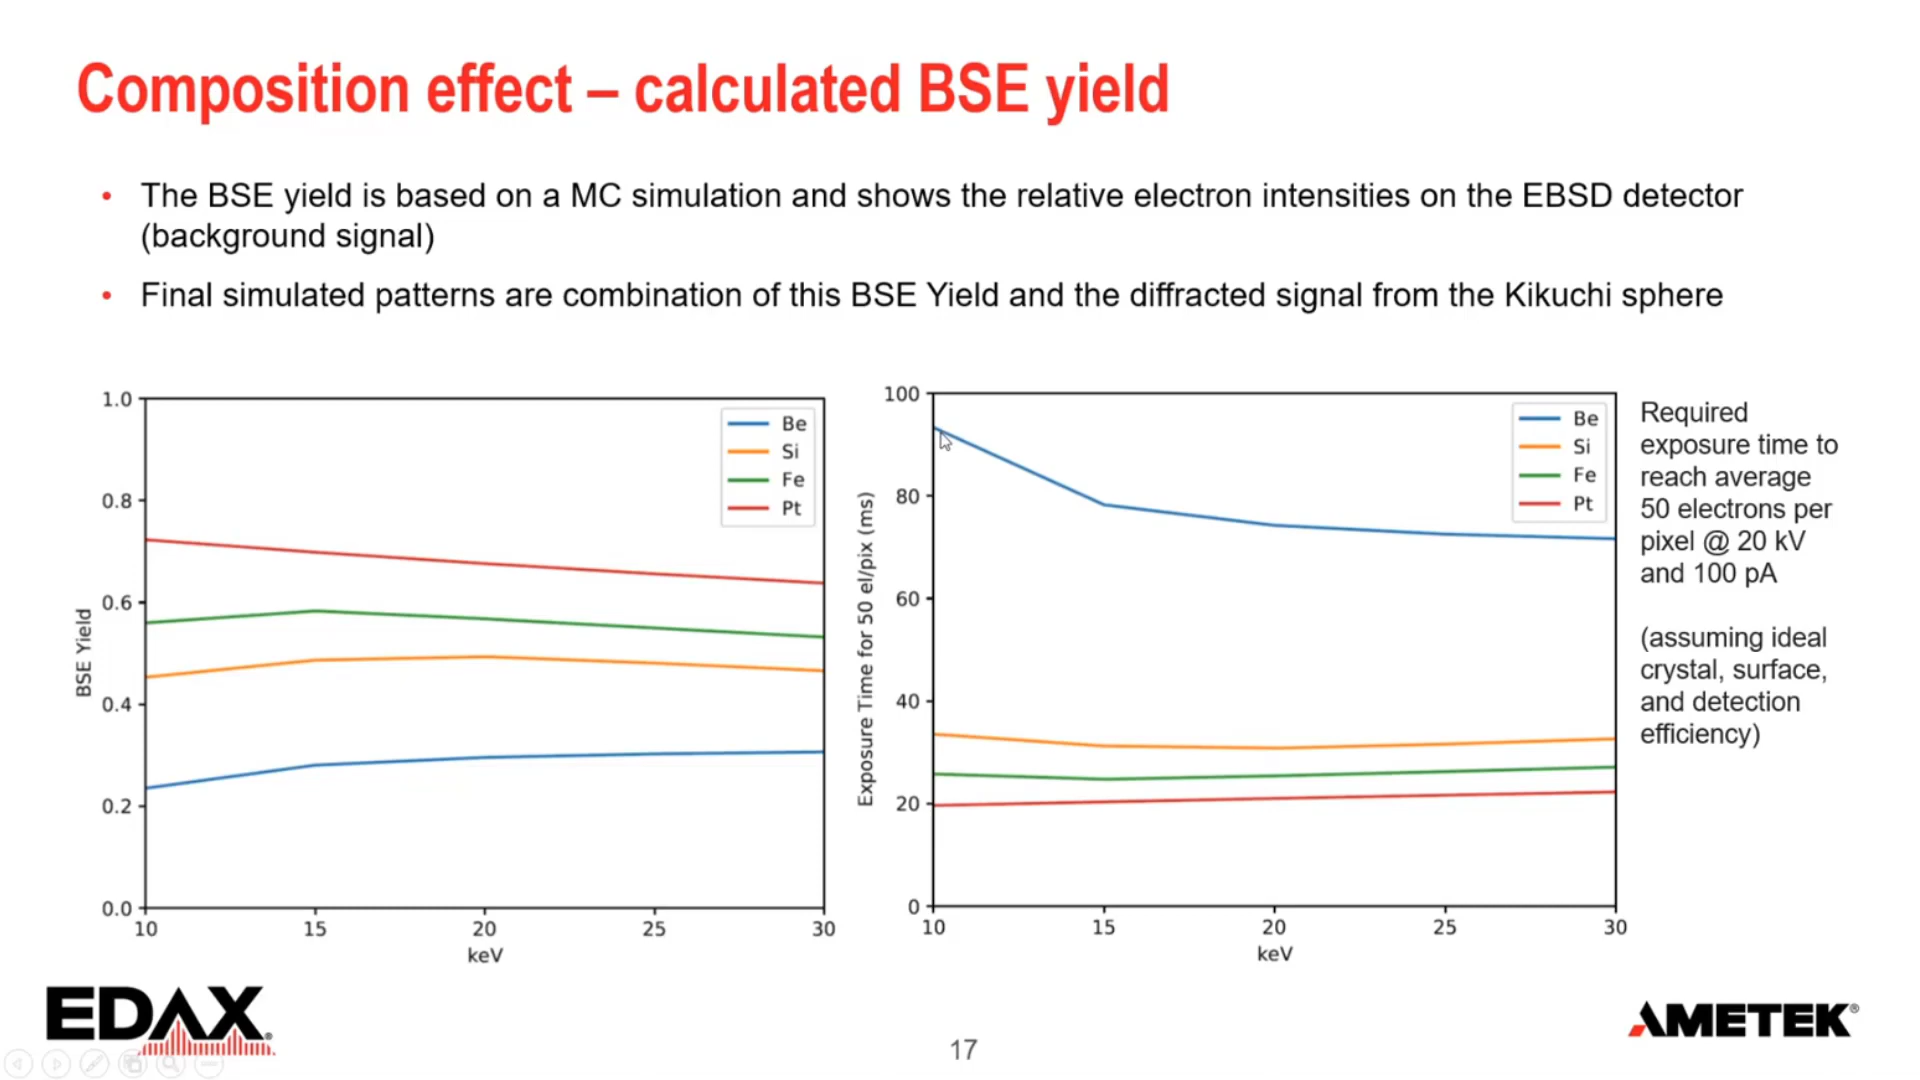 Composition effect – calculated BSE yield
• The BSE yield is based on a MC simulation and shows the relative electron intensities on the EBSD detector
(background signal)
• Final simulated patterns are combination of this BSE Yield and the diffracted signal from the Kikuchi sphere
1.0
0.8
0.6
0.4
0.2
0.0
BSE Yield
10 15 20 25 30
keV
Be
Si
Fe
Pt
100
80
60
40
20
0
Exposure Time for 50 el/pix (ms)
10 15 20 25 30
keV
Be
Si
Fe
Pt
Required
exposure time to
reach average
50 electrons per
pixel @ 20 kV
and 100 pA
(assuming ideal
crystal, surface,
and detection
efficiency)
EDAX®
17
AMETEK®